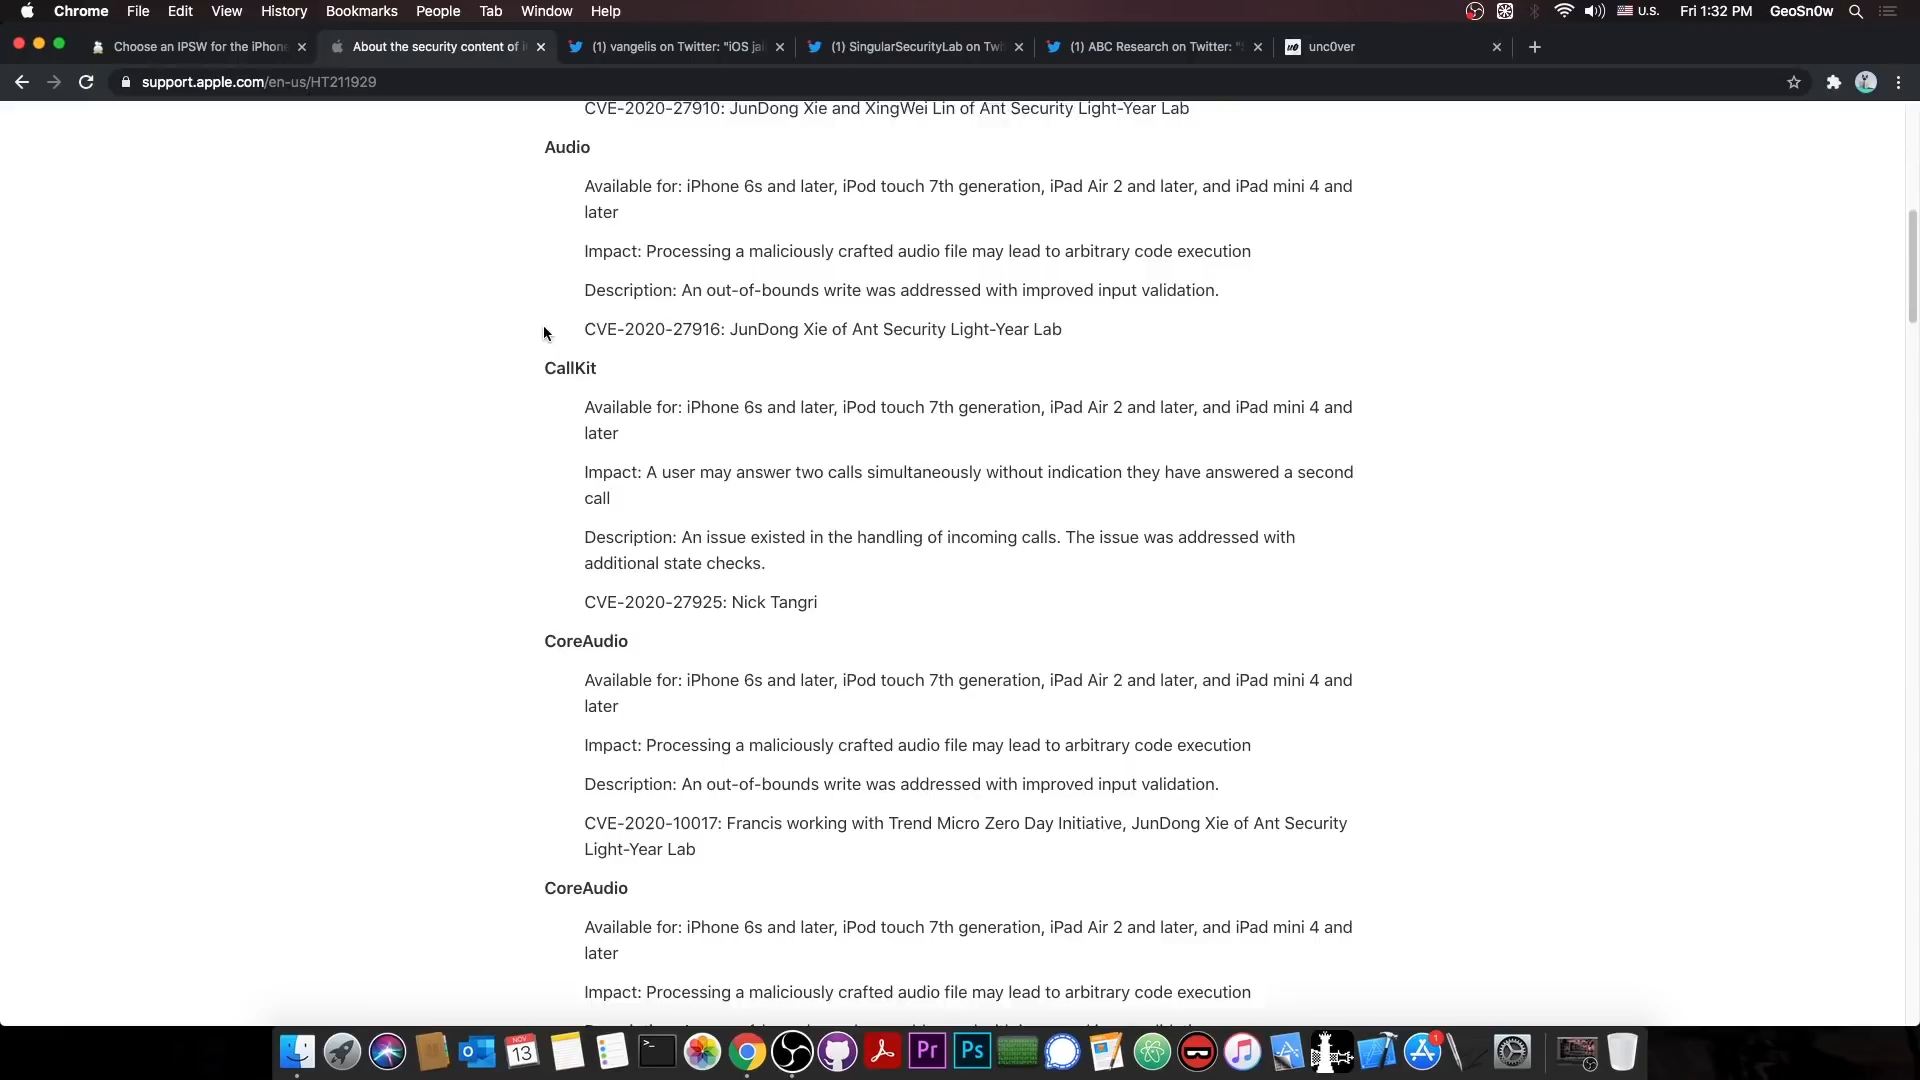 Chrome File Edit View History Bookmarks People Tab Window Help U.S. Fri 1:32 PM GeoSn0w
Choose an IPSW for the iPhone About the security content of i (1) vangelis on Twitter: "iOS jai (1) SingularSecurityLab on Twi (1) ABC Research on Twitter: " unc0ver
support.apple.com/en-us/HT211929
CVE-2020-27910: JunDong Xie and XingWei Lin of Ant Security Light-Year Lab
Audio
Available for: iPhone 6s and later, iPod touch 7th generation, iPad Air 2 and later, and iPad mini 4 and
later
Impact: Processing a maliciously crafted audio file may lead to arbitrary code execution
Description: An out-of-bounds write was addressed with improved input validation.
CVE-2020-27916: JunDong Xie of Ant Security Light-Year Lab
CallKit
Available for: iPhone 6s and later, iPod touch 7th generation, iPad Air 2 and later, and iPad mini 4 and
later
Impact: A user may answer two calls simultaneously without indication they have answered a second
call
Description: An issue existed in the handling of incoming calls. The issue was addressed with
additional state checks.
CVE-2020-27925: Nick Tangri
CoreAudio
Available for: iPhone 6s and later, iPod touch 7th generation, iPad Air 2 and later, and iPad mini 4 and
later
Impact: Processing a maliciously crafted audio file may lead to arbitrary code execution
Description: An out-of-bounds write was addressed with improved input validation.
CVE-2020-10017: Francis working with Trend Micro Zero Day Initiative, JunDong Xie of Ant Security
Light-Year Lab
CoreAudio
Available for: iPhone 6s and later, iPod touch 7th generation, iPad Air 2 and later, and iPad mini 4 and
later
Impact: Processing a maliciously crafted audio file may lead to arbitrary code execution
NOV 13 Pr Ps 1